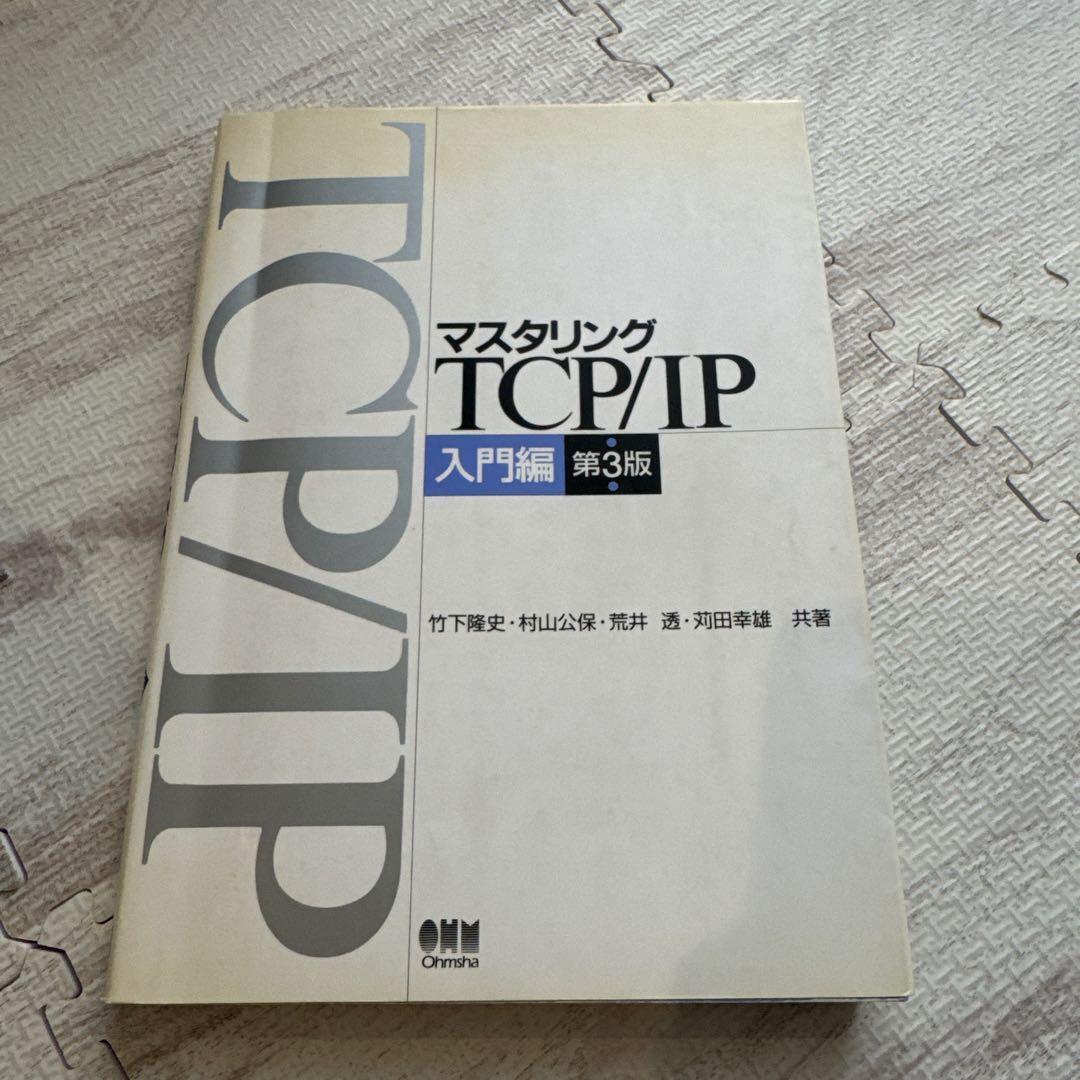 TCP/IP
マスタリング
TCP/IP
入門編 第3版
竹下隆史・村山公保・荒井 透・苅田幸雄 共著
OHM
Ohmsha